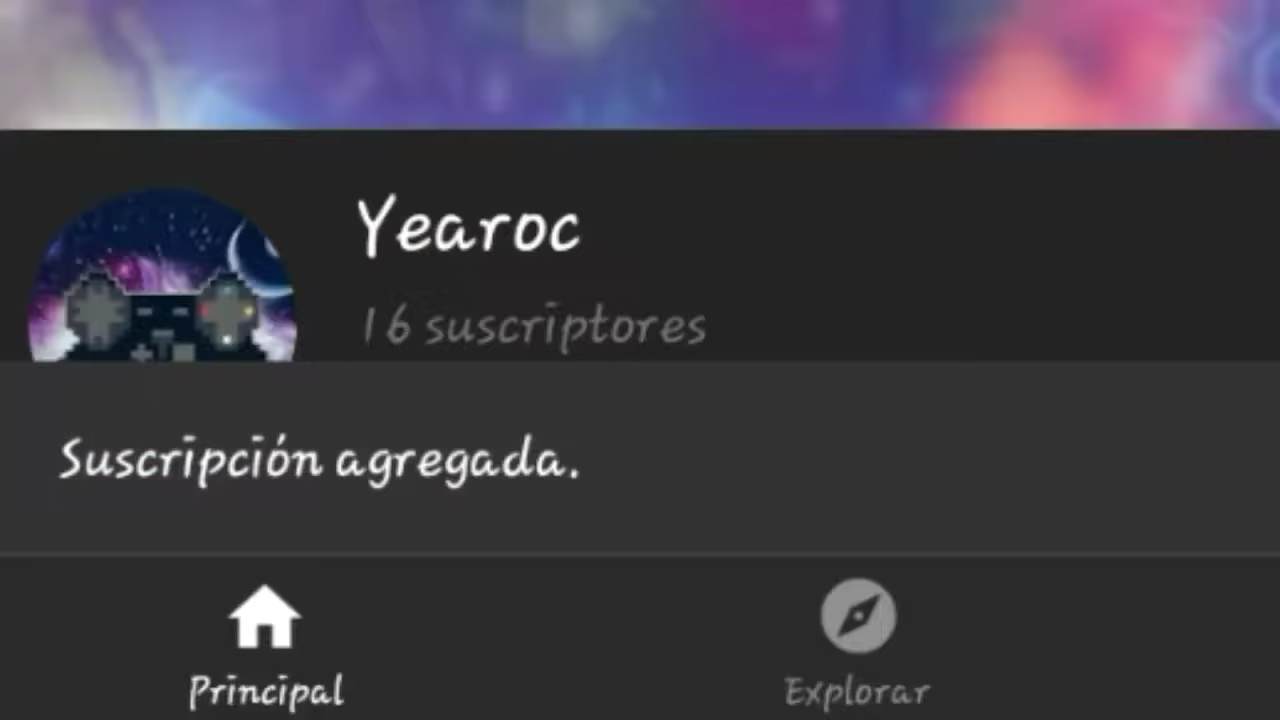 Yearoc
16 suscriptores
Suscripción agregada.
Principal
Explorar